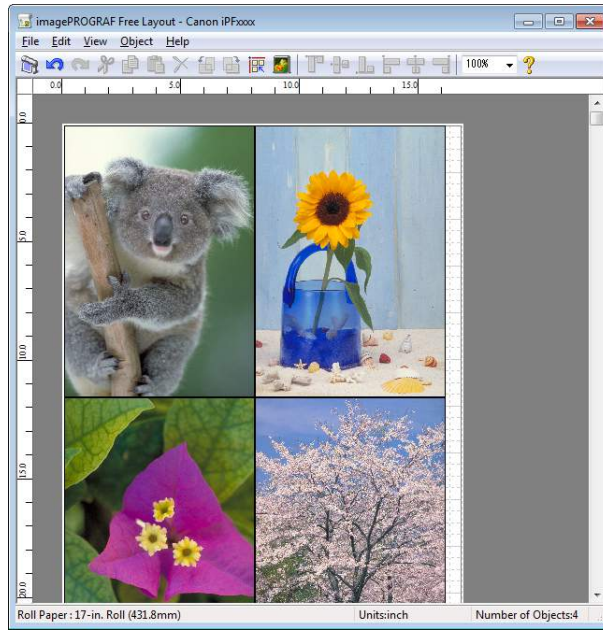 imagePROGRAF Free Layout - Canon iPFxxxx
File Edit View Object Help
100%
0.0 5.0 10.0 15.0
0.0
5.0
10.0
15.0
20.0
Roll Paper : 17-in. Roll (431.8mm) Units:inch Number of Objects:4